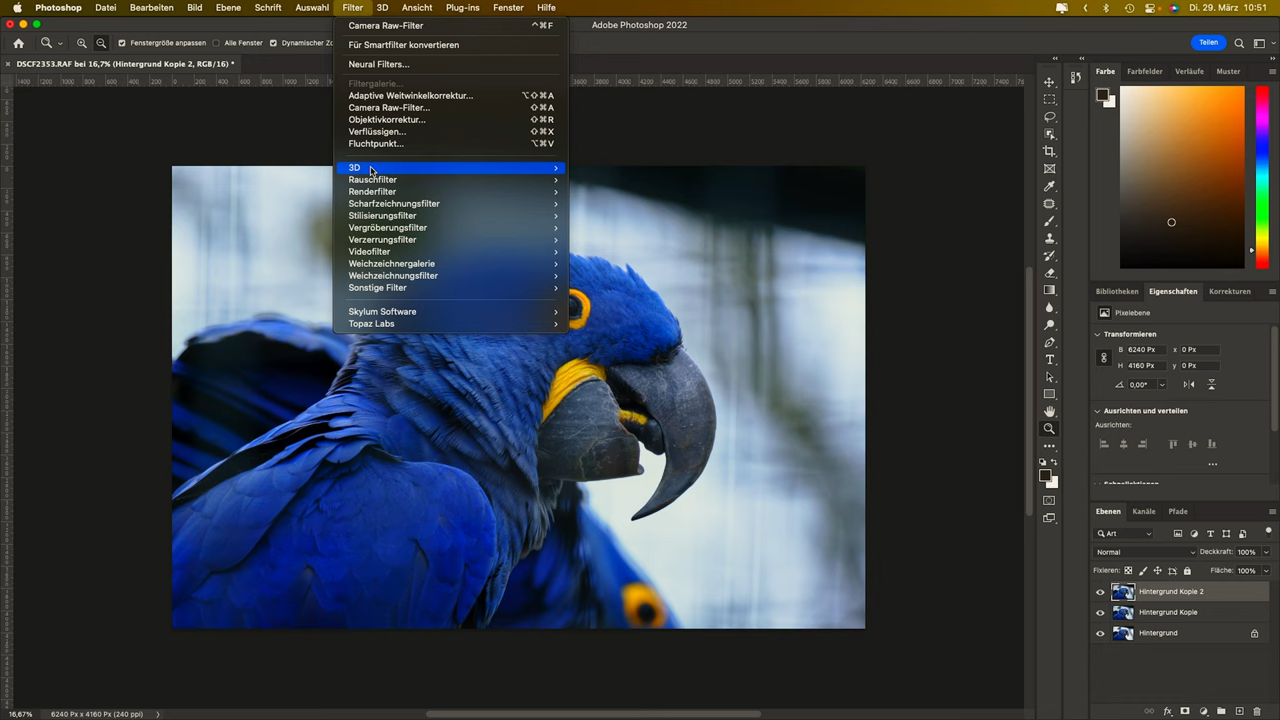 Photoshop Datei Bearbeiten Bild Ebene Schrift Auswahl Filter 3D Ansicht Plug-ins Fenster Hilfe Di. 29. März 10:51
Adobe Photoshop 2022
Fenstergröße anpassen Alle Fenster Dynamischer Zo Teilen
DSCF2353.RAF bei 16,7% (Hintergrund Kopie 2, RGB/16) *
Camera Raw-Filter ^⌘F
Für Smartfilter konvertieren
Neural Filters...
Filtergalerie...
Adaptive Weitwinkelkorrektur... ⌥⇧⌘A
Camera Raw-Filter... ⇧⌘A
Objektivkorrektur... ⇧⌘R
Verflüssigen... ⇧⌘X
Fluchtpunkt... ⌥⌘V
3D
Rauschfilter
Renderfilter
Scharfzeichnungsfilter
Stilisierungsfilter
Vergröberungsfilter
Verzerrungsfilter
Videofilter
Weichzeichnergalerie
Weichzeichnungsfilter
Sonstige Filter
Skylum Software
Topaz Labs
Farbe Farbfelder Verläufe Muster
Bibliotheken Eigenschaften Korrekturen
Pixelebene
Transformieren
B 6240 Px x 0 Px
H 4160 Px y 0 Px
0,00°
Ausrichten und verteilen
Ausrichten:
Ebenen Kanäle Pfade
Art
Normal Deckkraft: 100%
Fixieren: Fläche: 100%
Hintergrund Kopie 2
Hintergrund Kopie
Hintergrund
16,67% 6240 Px x 4160 Px (240 ppi)